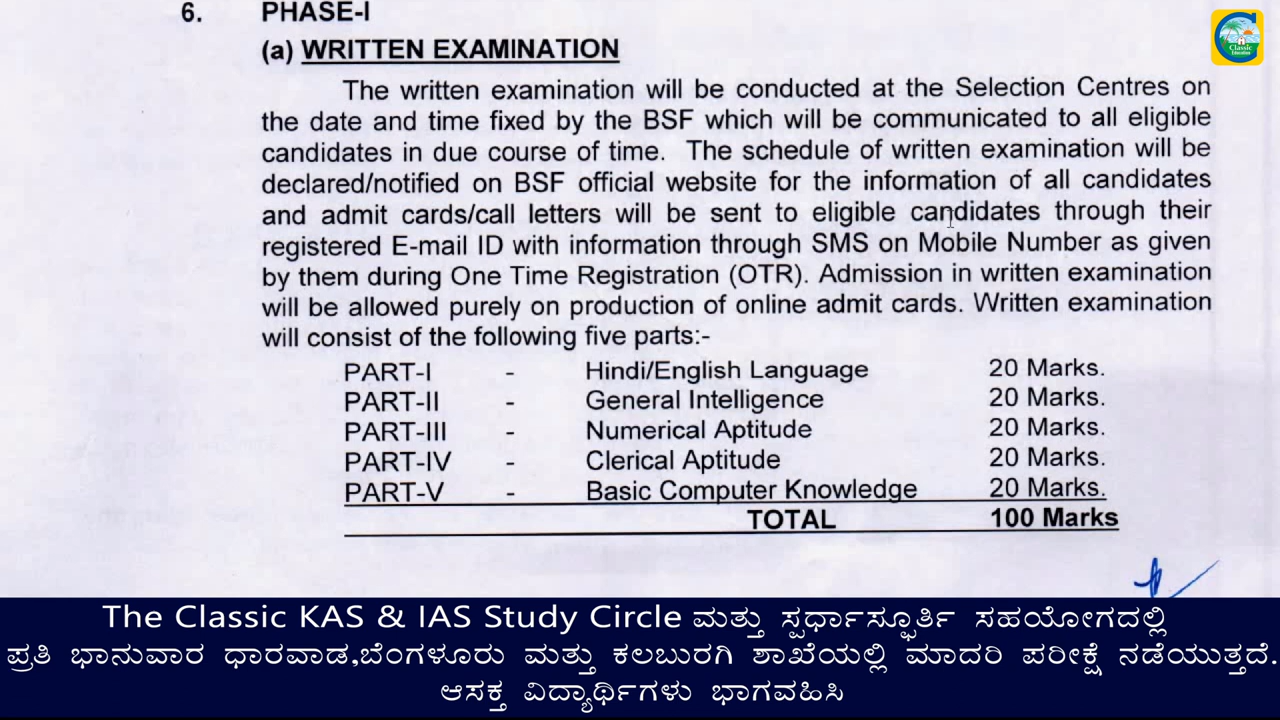 6. PHASE-I
(a) WRITTEN EXAMINATION
The written examination will be conducted at the Selection Centres on
the date and time fixed by the BSF which will be communicated to all eligible
candidates in due course of time. The schedule of written examination will be
declared/notified on BSF official website for the information of all candidates
and admit cards/call letters will be sent to eligible candidates through their
registered E-mail ID with information through SMS on Mobile Number as given
by them during One Time Registration (OTR). Admission in written examination
will be allowed purely on production of online admit cards. Written examination
will consist of the following five parts:-
PART-I - Hindi/English Language 20 Marks.
PART-II - General Intelligence 20 Marks.
PART-III - Numerical Aptitude 20 Marks.
PART-IV - Clerical Aptitude 20 Marks.
PART-V - Basic Computer Knowledge 20 Marks.
TOTAL 100 Marks
Classic
Education
The Classic KAS & IAS Study Circle ಮತ್ತು ಸ್ಪರ್ಧಾಸ್ಫೂರ್ತಿ ಸಹಯೋಗದಲ್ಲಿ
ಪ್ರತಿ ಭಾನುವಾರ ಧಾರವಾಡ,ಬೆಂಗಳೂರು ಮತ್ತು ಕಲಬುರಗಿ ಶಾಖೆಯಲ್ಲಿ ಮಾದರಿ ಪರೀಕ್ಷೆ ನಡೆಯುತ್ತದೆ.
ಆಸಕ್ತ ವಿದ್ಯಾರ್ಥಿಗಳು ಭಾಗವಹಿಸಿ